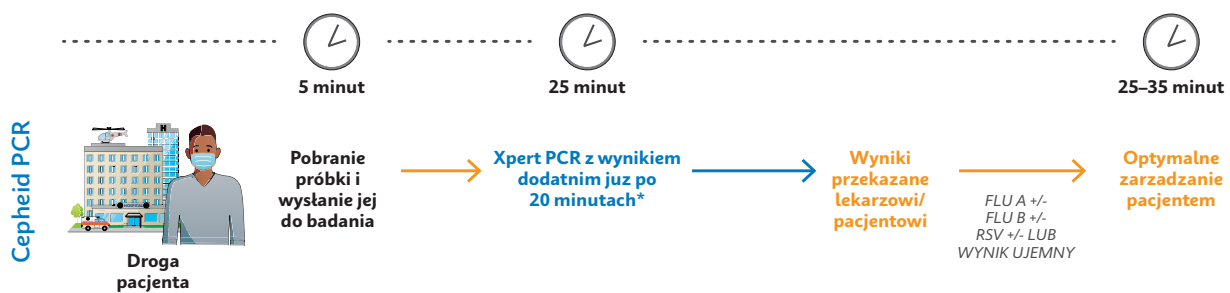 5 minut
25 minut
25–35 minut
Cepheid PCR
H
Droga
pacjenta
Pobranie
próbki i
wysłanie jej
do badania
Xpert PCR z wynikiem
dodatnim juz po
20 minutach*
Wyniki
przekazane
lekarzowi/
pacjentowi
FLU A +/-
FLU B +/-
RSV +/- LUB
WYNIK UJEMNY
Optymalne
zarzadzanie
pacjentem